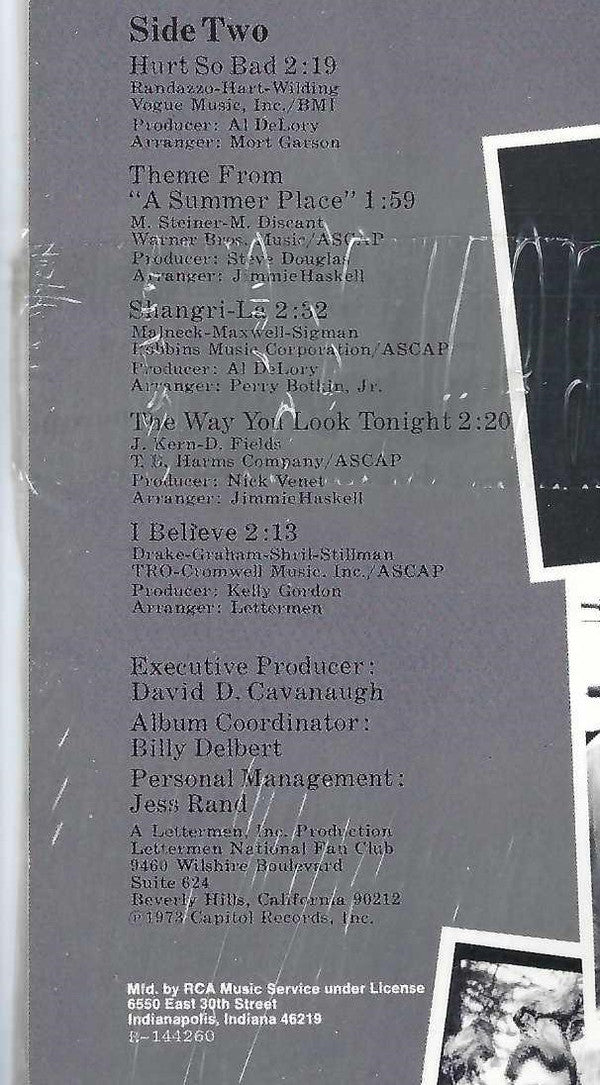 Side Two
Hurt So Bad 2:19
Randazzo-Hart-Wilding
Vogue Music, Inc./BMI
Producer: Al DeLory
Arranger: Mort Garson
Theme From
"A Summer Place" 1:59
M. Steiner-M. Discant
Warner Bros. Music/ASCAP
Producer: Steve Douglas
Arranger: Jimmie Haskell
Shangri-La 2:32
Malneck-Maxwell-Sigman
Robbins Music Corporation/ASCAP
Producer: Al DeLory
Arranger: Perry Botkin, Jr.
The Way You Look Tonight 2:20
J. Kern-D. Fields
T. B. Harms Company/ASCAP
Producer: Nick Venet
Arranger: Jimmie Haskell
I Believe 2:13
Drake-Graham-Shril-Stillman
TRO-Cromwell Music, Inc./ASCAP
Producer: Kelly Gordon
Arranger: Lettermen
Executive Producer:
David D. Cavanaugh
Album Coordinator:
Billy Delbert
Personal Management:
Jess Rand
A Lettermen, Inc. Production
Lettermen National Fan Club
9460 Wilshire Boulevard
Suite 624
Beverly Hills, California 90212
℗1973 Capitol Records, Inc.
Mfd. by RCA Music Service under License
6550 East 30th Street
Indianapolis, Indiana 46219
R-144260